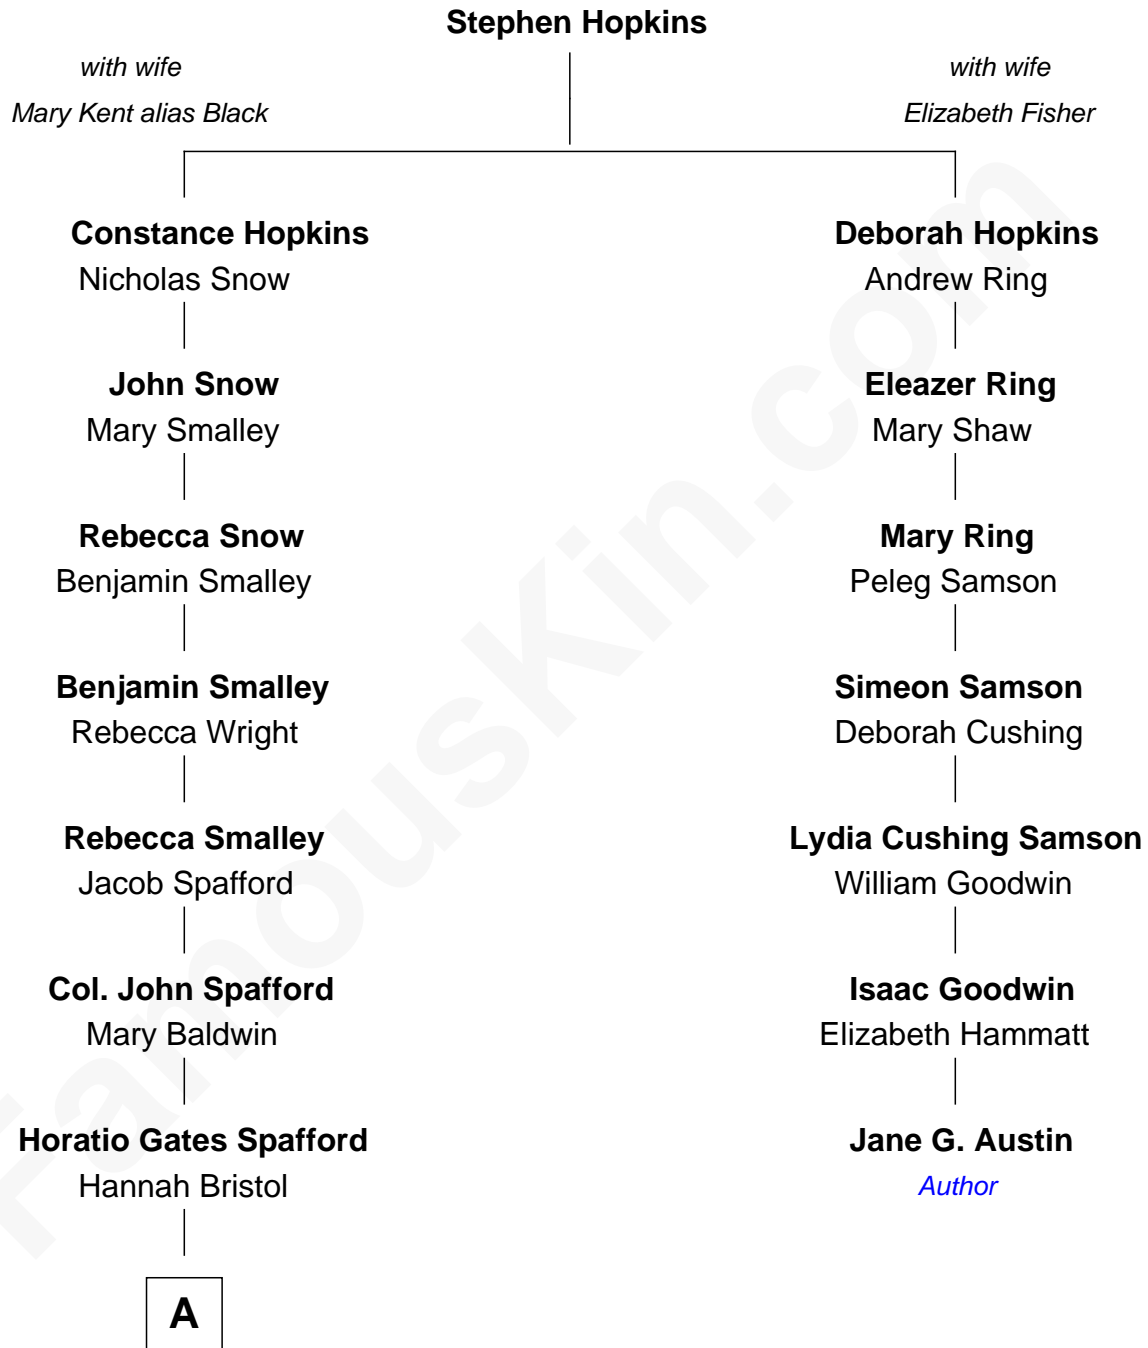 Stephen Hopkins
with wife
Mary Kent alias Black
with wife
Elizabeth Fisher
Constance Hopkins
Nicholas Snow
Deborah Hopkins
Andrew Ring
John Snow
Mary Smalley
Eleazer Ring
Mary Shaw
Rebecca Snow
Benjamin Smalley
Mary Ring
Peleg Samson
Benjamin Smalley
Rebecca Wright
Simeon Samson
Deborah Cushing
Rebecca Smalley
Jacob Spafford
Lydia Cushing Samson
William Goodwin
Col. John Spafford
Mary Baldwin
Isaac Goodwin
Elizabeth Hammatt
Horatio Gates Spafford
Hannah Bristol
Jane G. Austin
Author
A
FamousKin.com